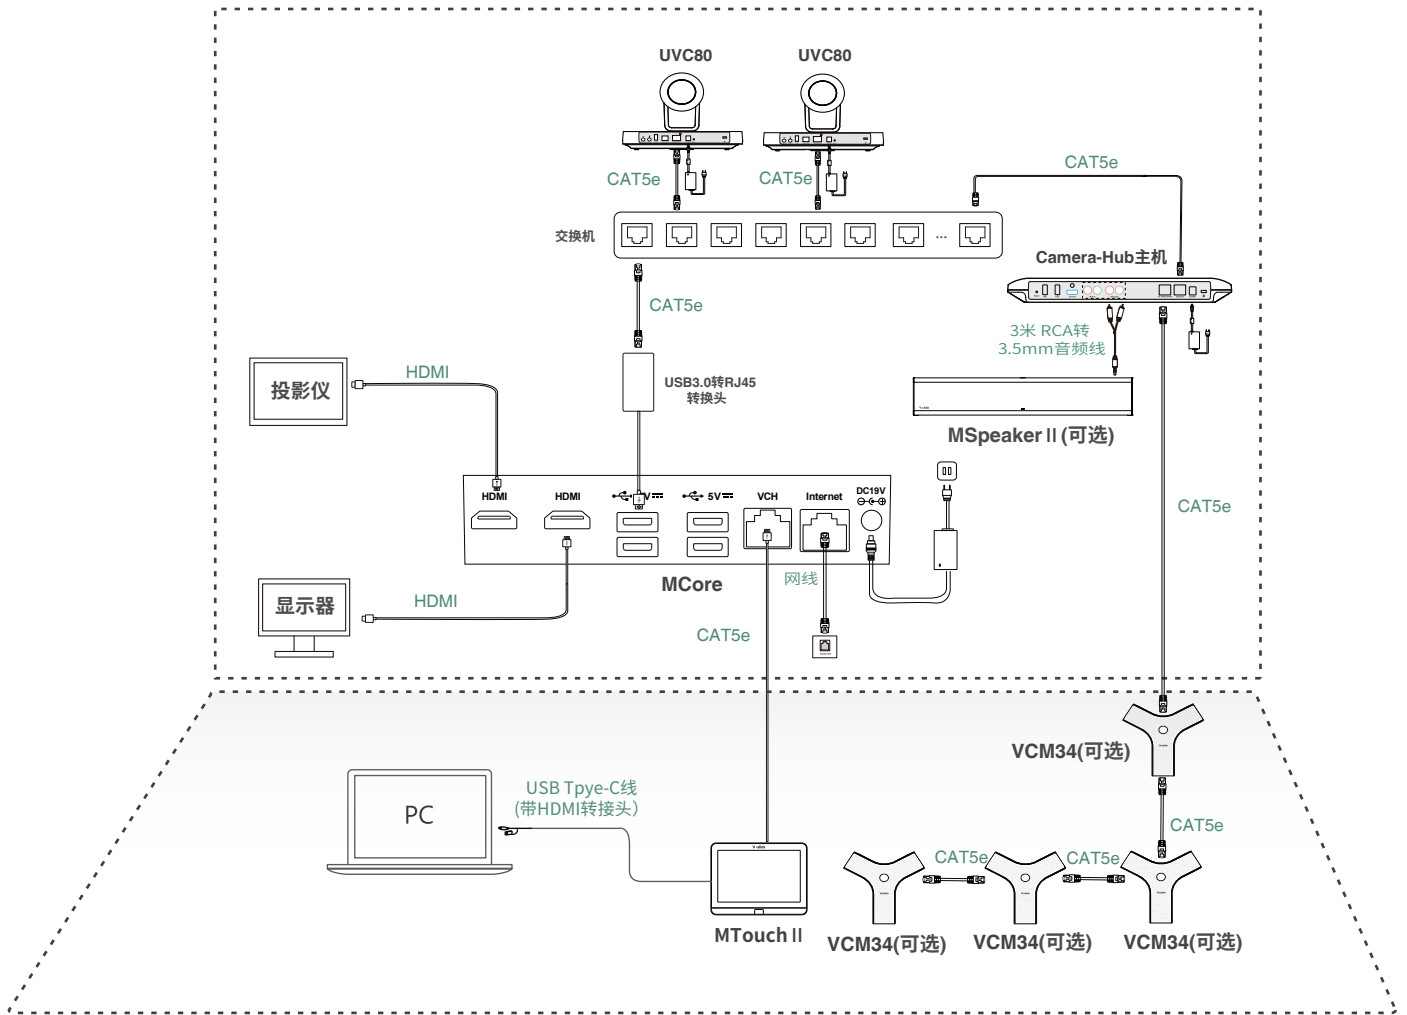 UVC80
UVC80
CAT5e
CAT5e
CAT5e
交换机
...
Camera-Hub主机
CAT5e
3米 RCA转
3.5mm音频线
投影仪
HDMI
USB3.0转RJ45
转换头
MSpeaker II (可选)
HDMI
HDMI
5V
VCH
Internet
DC19V
CAT5e
MCore
网线
显示器
HDMI
CAT5e
VCM34(可选)
PC
USB Tpye-C线
(带HDMI转接头)
CAT5e
MTouch II
CAT5e
CAT5e
VCM34(可选)
VCM34(可选)
VCM34(可选)